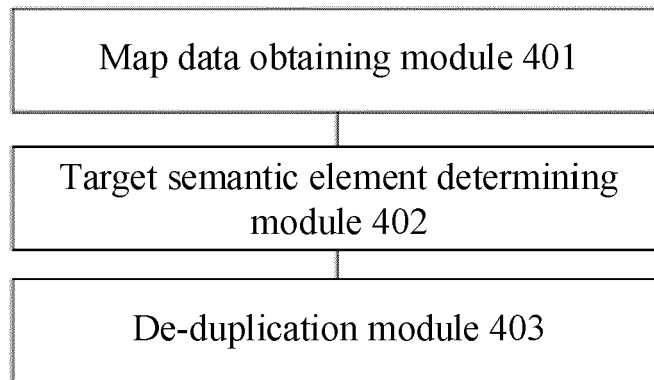 Map data obtaining module 401
Target semantic element determining
module 402
De-duplication module 403